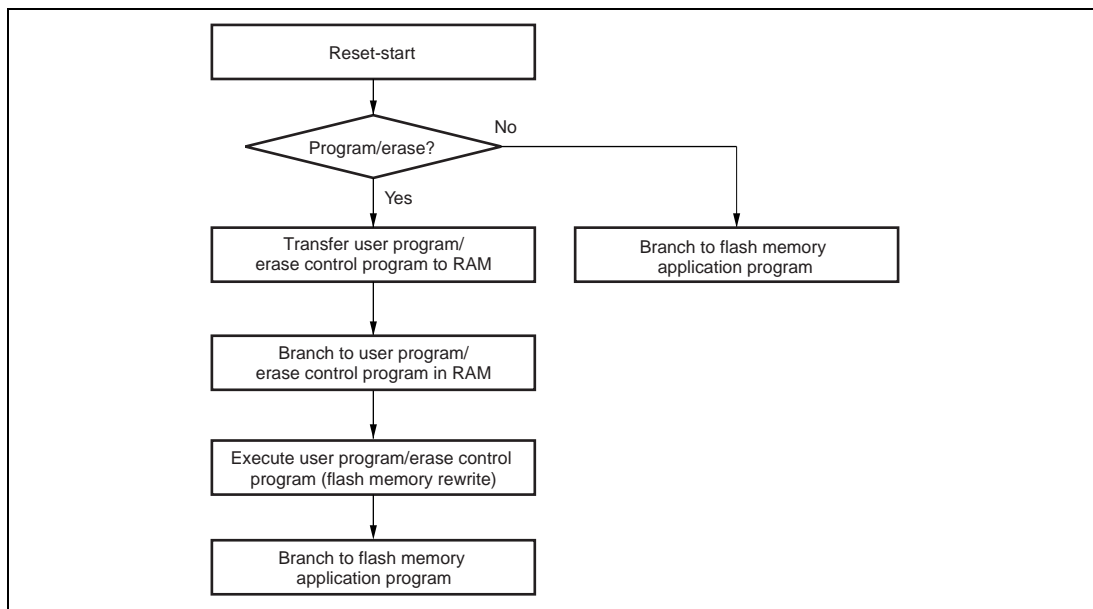 Reset-start
Program/erase?
No
Yes
Transfer user program/
erase control program to RAM
Branch to flash memory
application program
Branch to user program/
erase control program in RAM
Execute user program/erase control
program (flash memory rewrite)
Branch to flash memory
application program